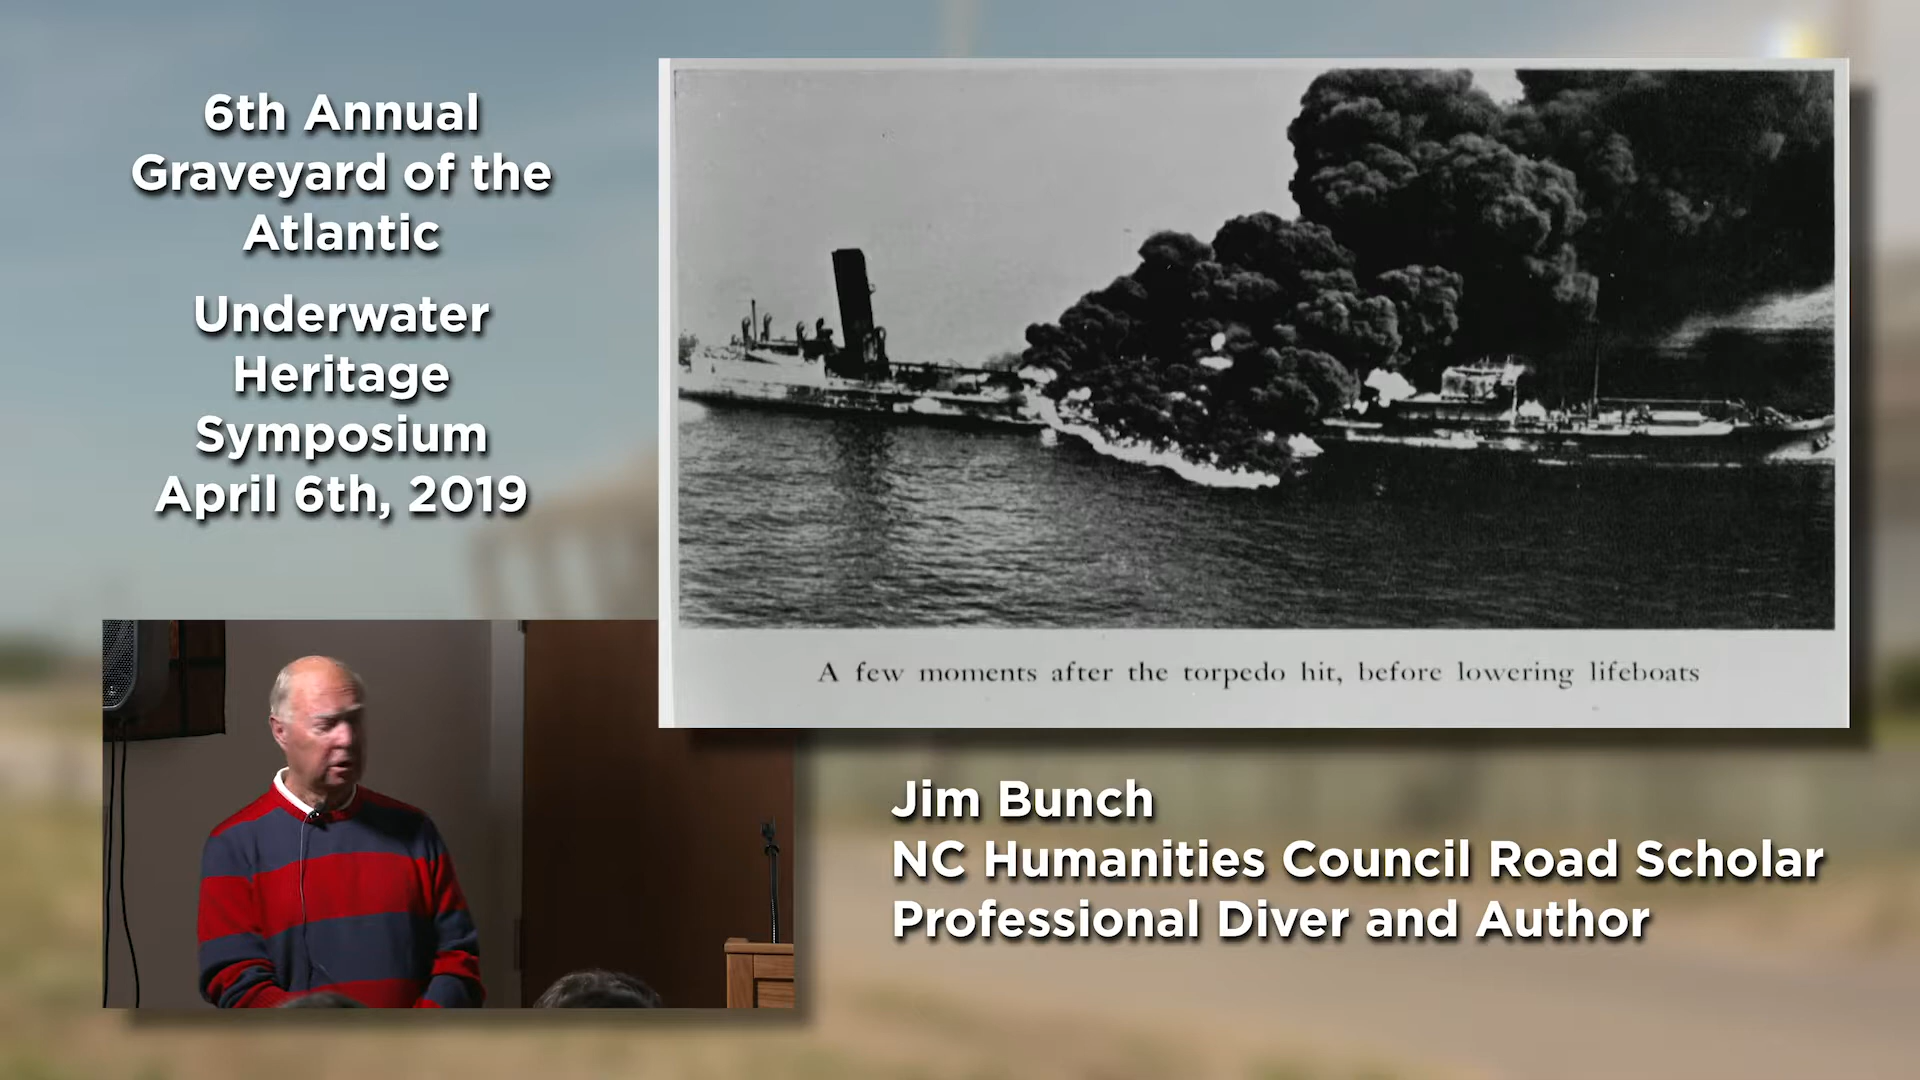 6th Annual
Graveyard of the
Atlantic
Underwater
Heritage
Symposium
April 6th, 2019
A few moments after the torpedo hit, before lowering lifeboats
Jim Bunch
NC Humanities Council Road Scholar
Professional Diver and Author